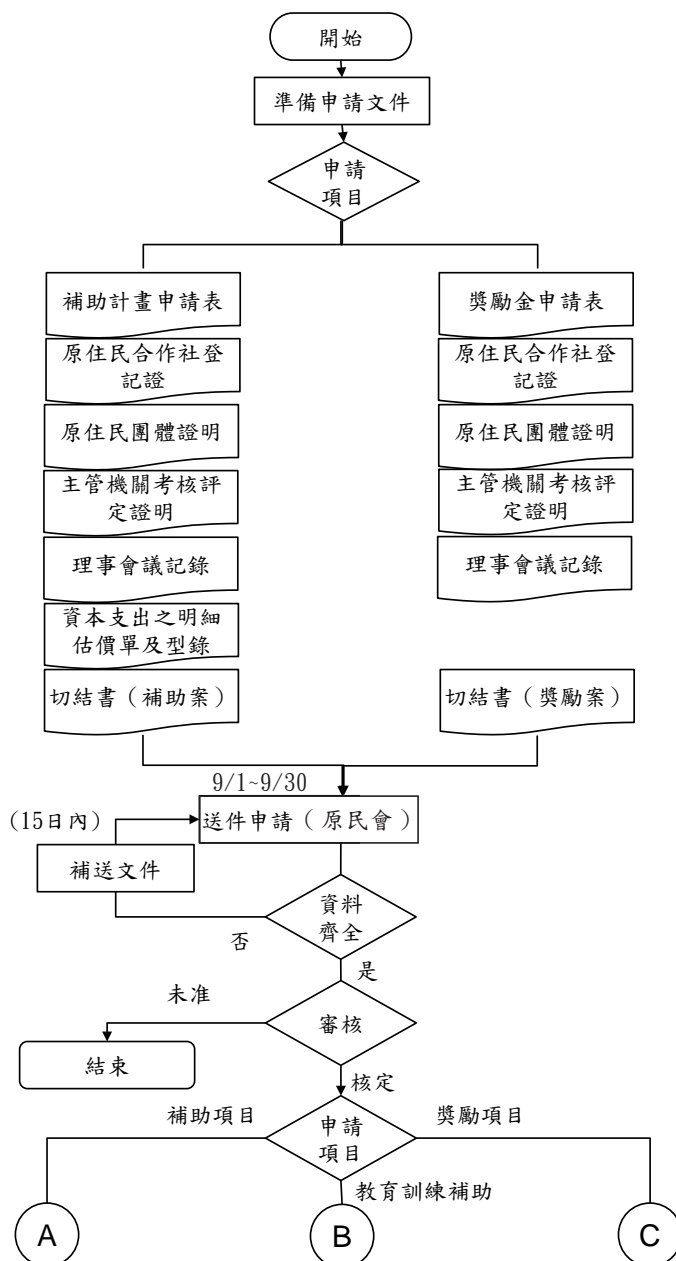 開始
準備申請文件
申請
項目
補助計畫申請表
獎勵金申請表
原住民合作社登
記證
原住民合作社登
記證
原住民團體證明
原住民團體證明
主管機關考核評
定證明
主管機關考核評
定證明
理事會議記錄
理事會議記錄
資本支出之明細
估價單及型錄
切結書（補助案）
切結書（獎勵案）
9/1~9/30
(15日內)
送件申請（原民會）
補送文件
資料
齊全
否
是
未准
審核
結束
核定
補助項目
申請
項目
獎勵項目
教育訓練補助
A
B
C